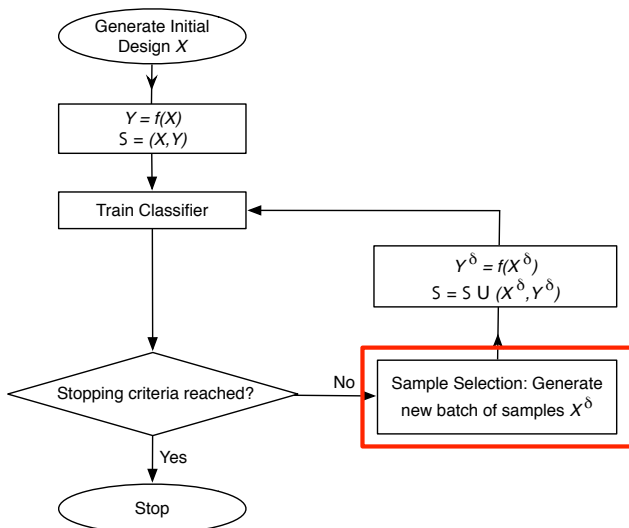 Generate Initial
Design X
Y = f(X)
S = (X,Y)
Train Classifier
Y^δ = f(X^δ)
S = S ∪ (X^δ,Y^δ)
Stopping criteria reached?
No
Sample Selection: Generate
new batch of samples X^δ
Yes
Stop